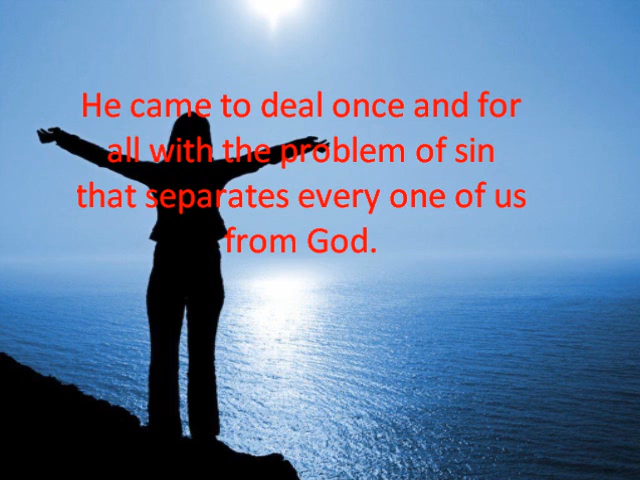 He came to deal once and for
all with the problem of sin
that separates every one of us
from God.